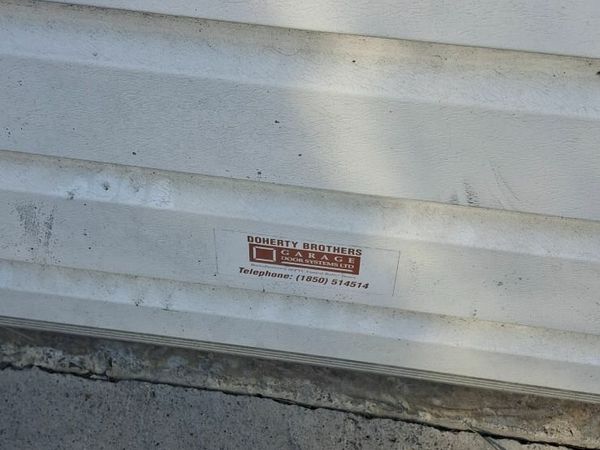 DOHERTY BROTHERS
GARAGE
DOOR SYSTEMS LTD
Telephone: (1850) 514514